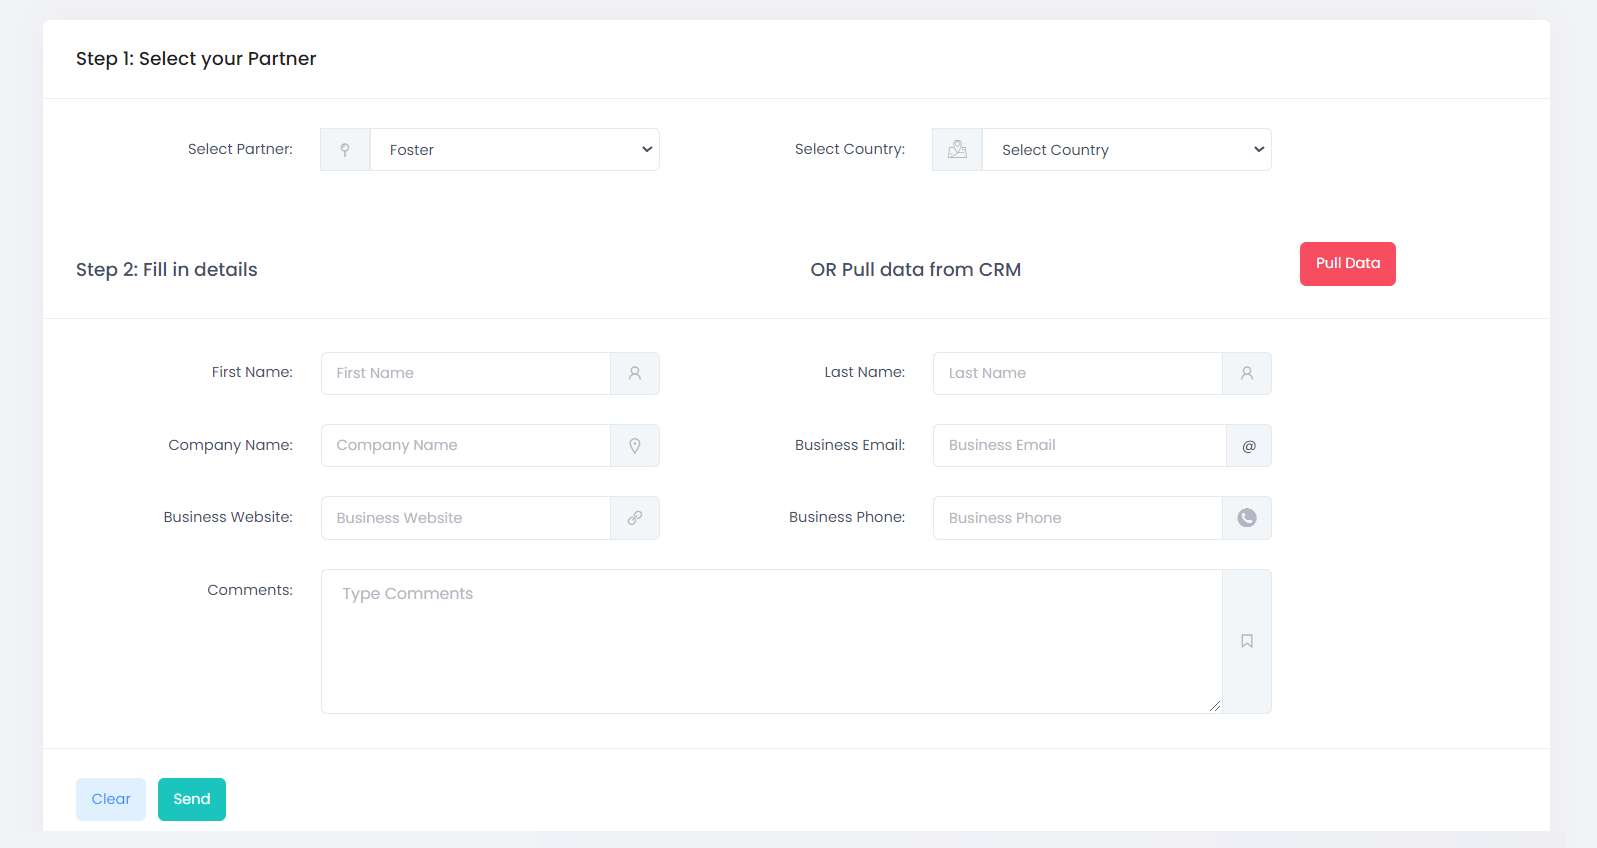 Step 1: Select your Partner
Select Partner: Foster Select Country: Select Country
Step 2: Fill in details OR Pull data from CRM Pull Data
First Name: First Name Last Name: Last Name
Company Name: Company Name Business Email: Business Email @
Business Website: Business Website Business Phone: Business Phone
Comments: Type Comments
Clear Send